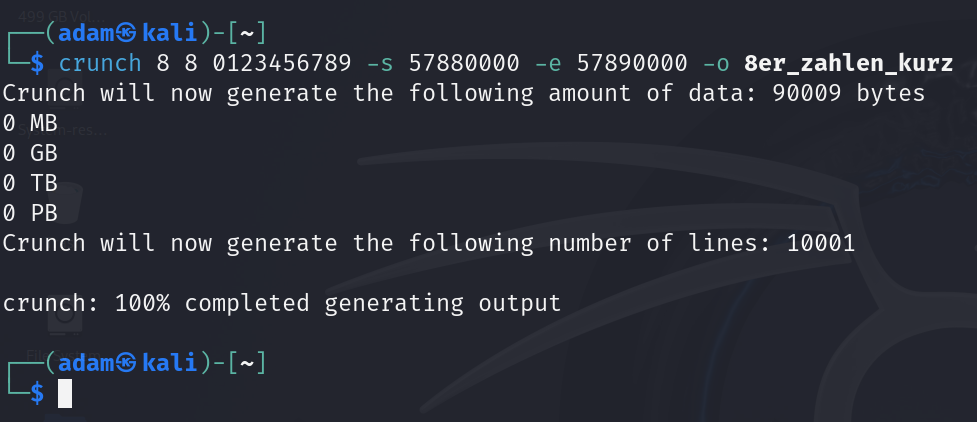 ┌──(adam㉿kali)-[~]
└─$ crunch 8 8 0123456789 -s 57880000 -e 57890000 -o 8er_zahlen_kurz
Crunch will now generate the following amount of data: 90009 bytes
0 MB
0 GB
0 TB
0 PB
Crunch will now generate the following number of lines: 10001

crunch: 100% completed generating output

┌──(adam㉿kali)-[~]
└─$